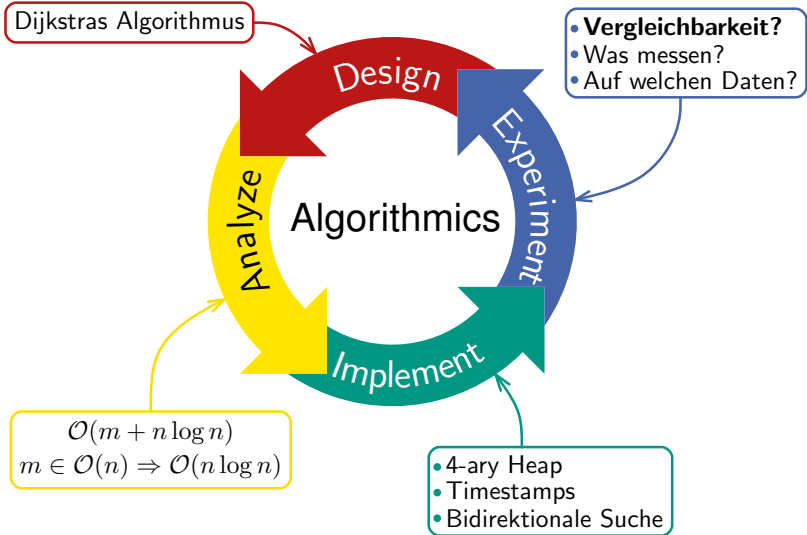 Dijkstras Algorithmus
• Vergleichbarkeit?
• Was messen?
• Auf welchen Daten?
Design
Experiment
Analyze
Algorithmics
Implement
𝒪(m + n log n)
m ∈ 𝒪(n) ⇒ 𝒪(n log n)
• 4-ary Heap
• Timestamps
• Bidirektionale Suche